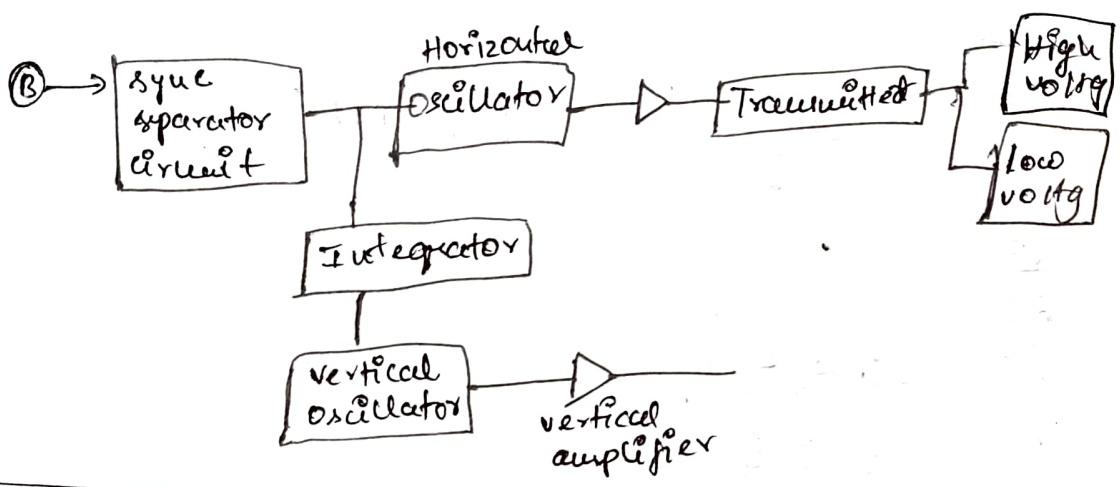 B
sync
separator
circuit
Horizontal
Oscillator
Transmitted
High
voltg
Low
voltg
Integrator
vertical
Oscillator
vertical
amplifier